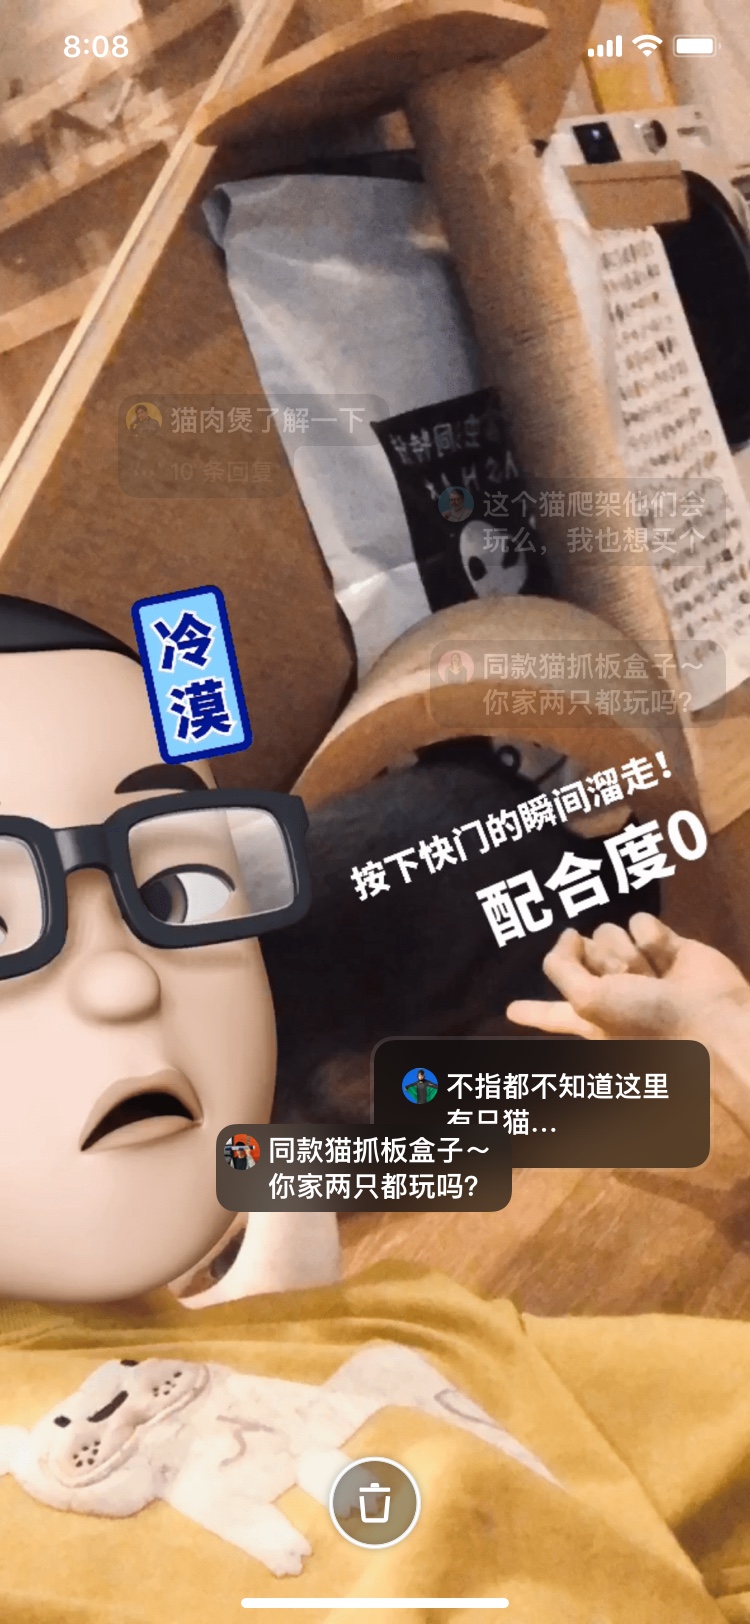 8:08
猫肉煲了解一下
10 条回复
这个猫爬架他们会
玩么，我也想买个
冷
漠
同款猫抓板盒子～
你家两只都玩吗？
按下快门的瞬间溜走！
配合度0
不指都不知道这里
有只猫...
同款猫抓板盒子～
你家两只都玩吗？